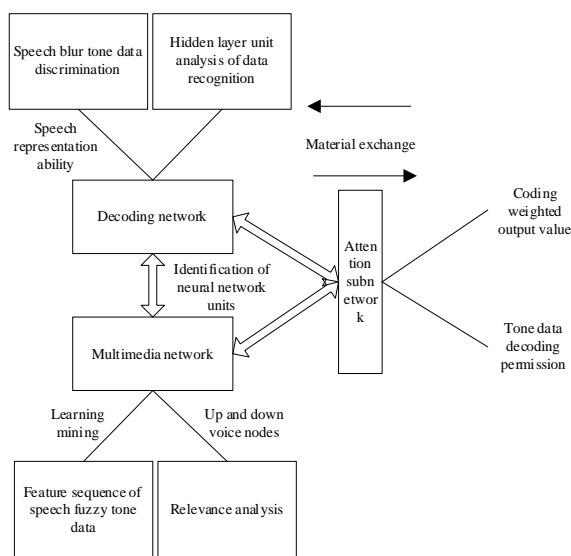 Speech blur tone data
discrimination
Hidden layer unit
analysis of data
recognition
Speech
representation
ability
Material exchange
Decoding network
Coding
weighted
output value
Identification of
neural network
units
Atten
tion
subn
etwor
k
Multimedia network
Tone data
decoding
permission
Learning
mining
Up and down
voice nodes
Feature sequence of
speech fuzzy tone
data
Relevance analysis